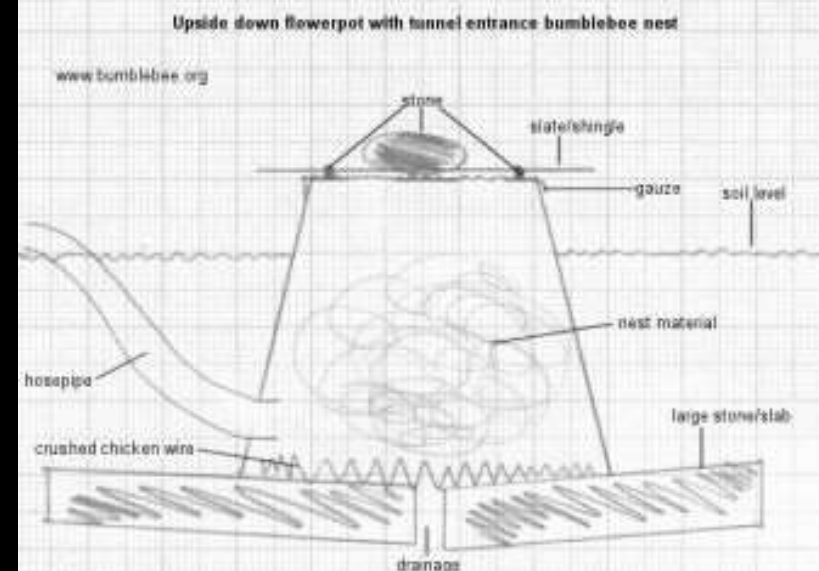 Upside down flowerpot with tunnel entrance bumblebee nest
www.bumblebee.org
stone
slate/shingle
gauze
soil level
nest material
hosepipe
large stone/slab
crushed chicken wire
drainage